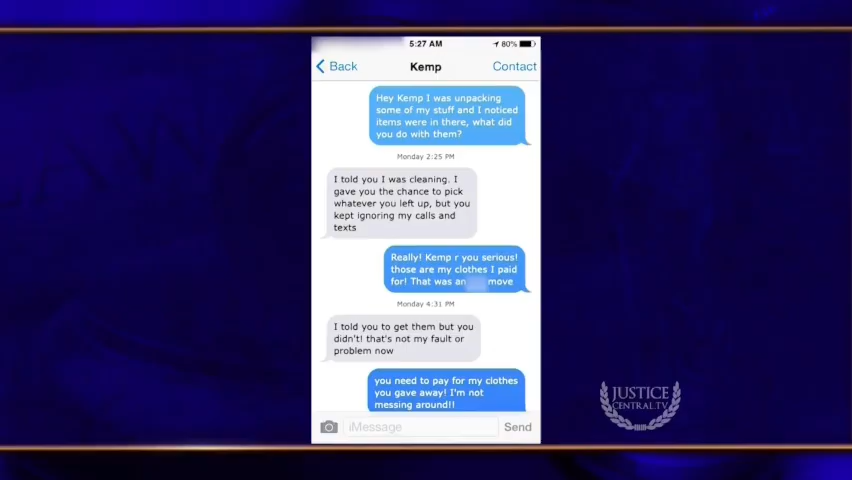 5:27 AM
80%
Back
Kemp
Contact
Hey Kemp I was unpacking
some of my stuff and I noticed
items were in there, what did
you do with them?
Monday 2:25 PM
I told you I was cleaning. I
gave you the chance to pick
whatever you left up, but you
kept ignoring my calls and
texts
Really! Kemp r you serious!
those are my clothes I paid
for! That was an move
Monday 4:31 PM
I told you to get them but you
didn't! that's not my fault or
problem now
you need to pay for my clothes
you gave away! I'm not
messing around!!
iMessage
Send
JUSTICE
CENTRAL.TV